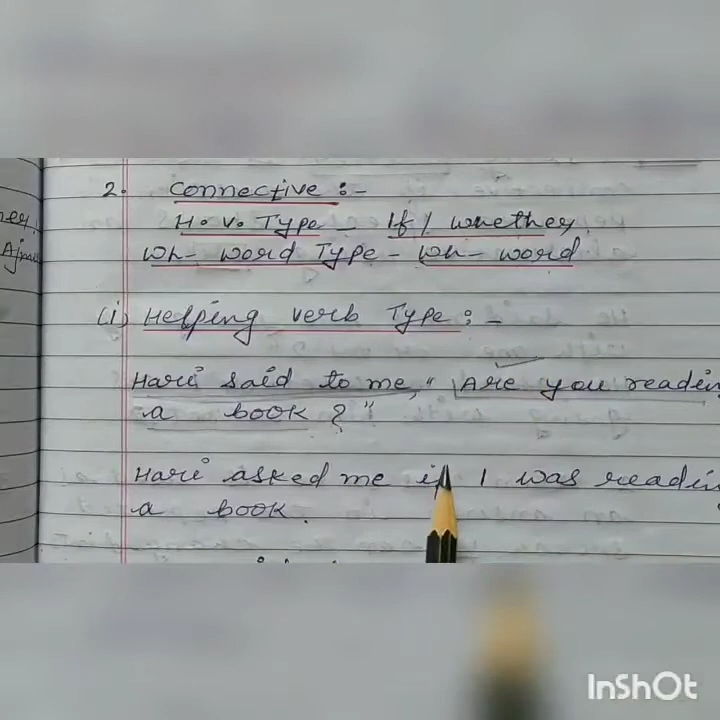 2. Connective :-
H.V. Type - If / whether
Wh- word Type - Wh- word
(i) Helping verb Type :-
Hari said to me, "Are you readin
a book ? "
Hari asked me if I was readin
a book.
InShOt